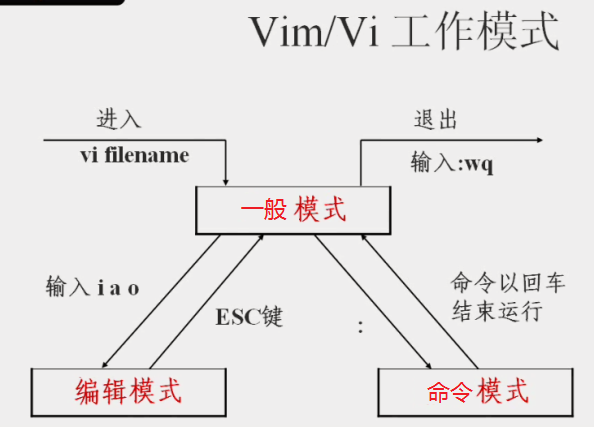 Vim/Vi 工作模式
进入
退出
vi filename
输入:wq
一般 模式
输入 i a o
ESC键
:
命令以回车
结束运行
编辑模式
命令 模式